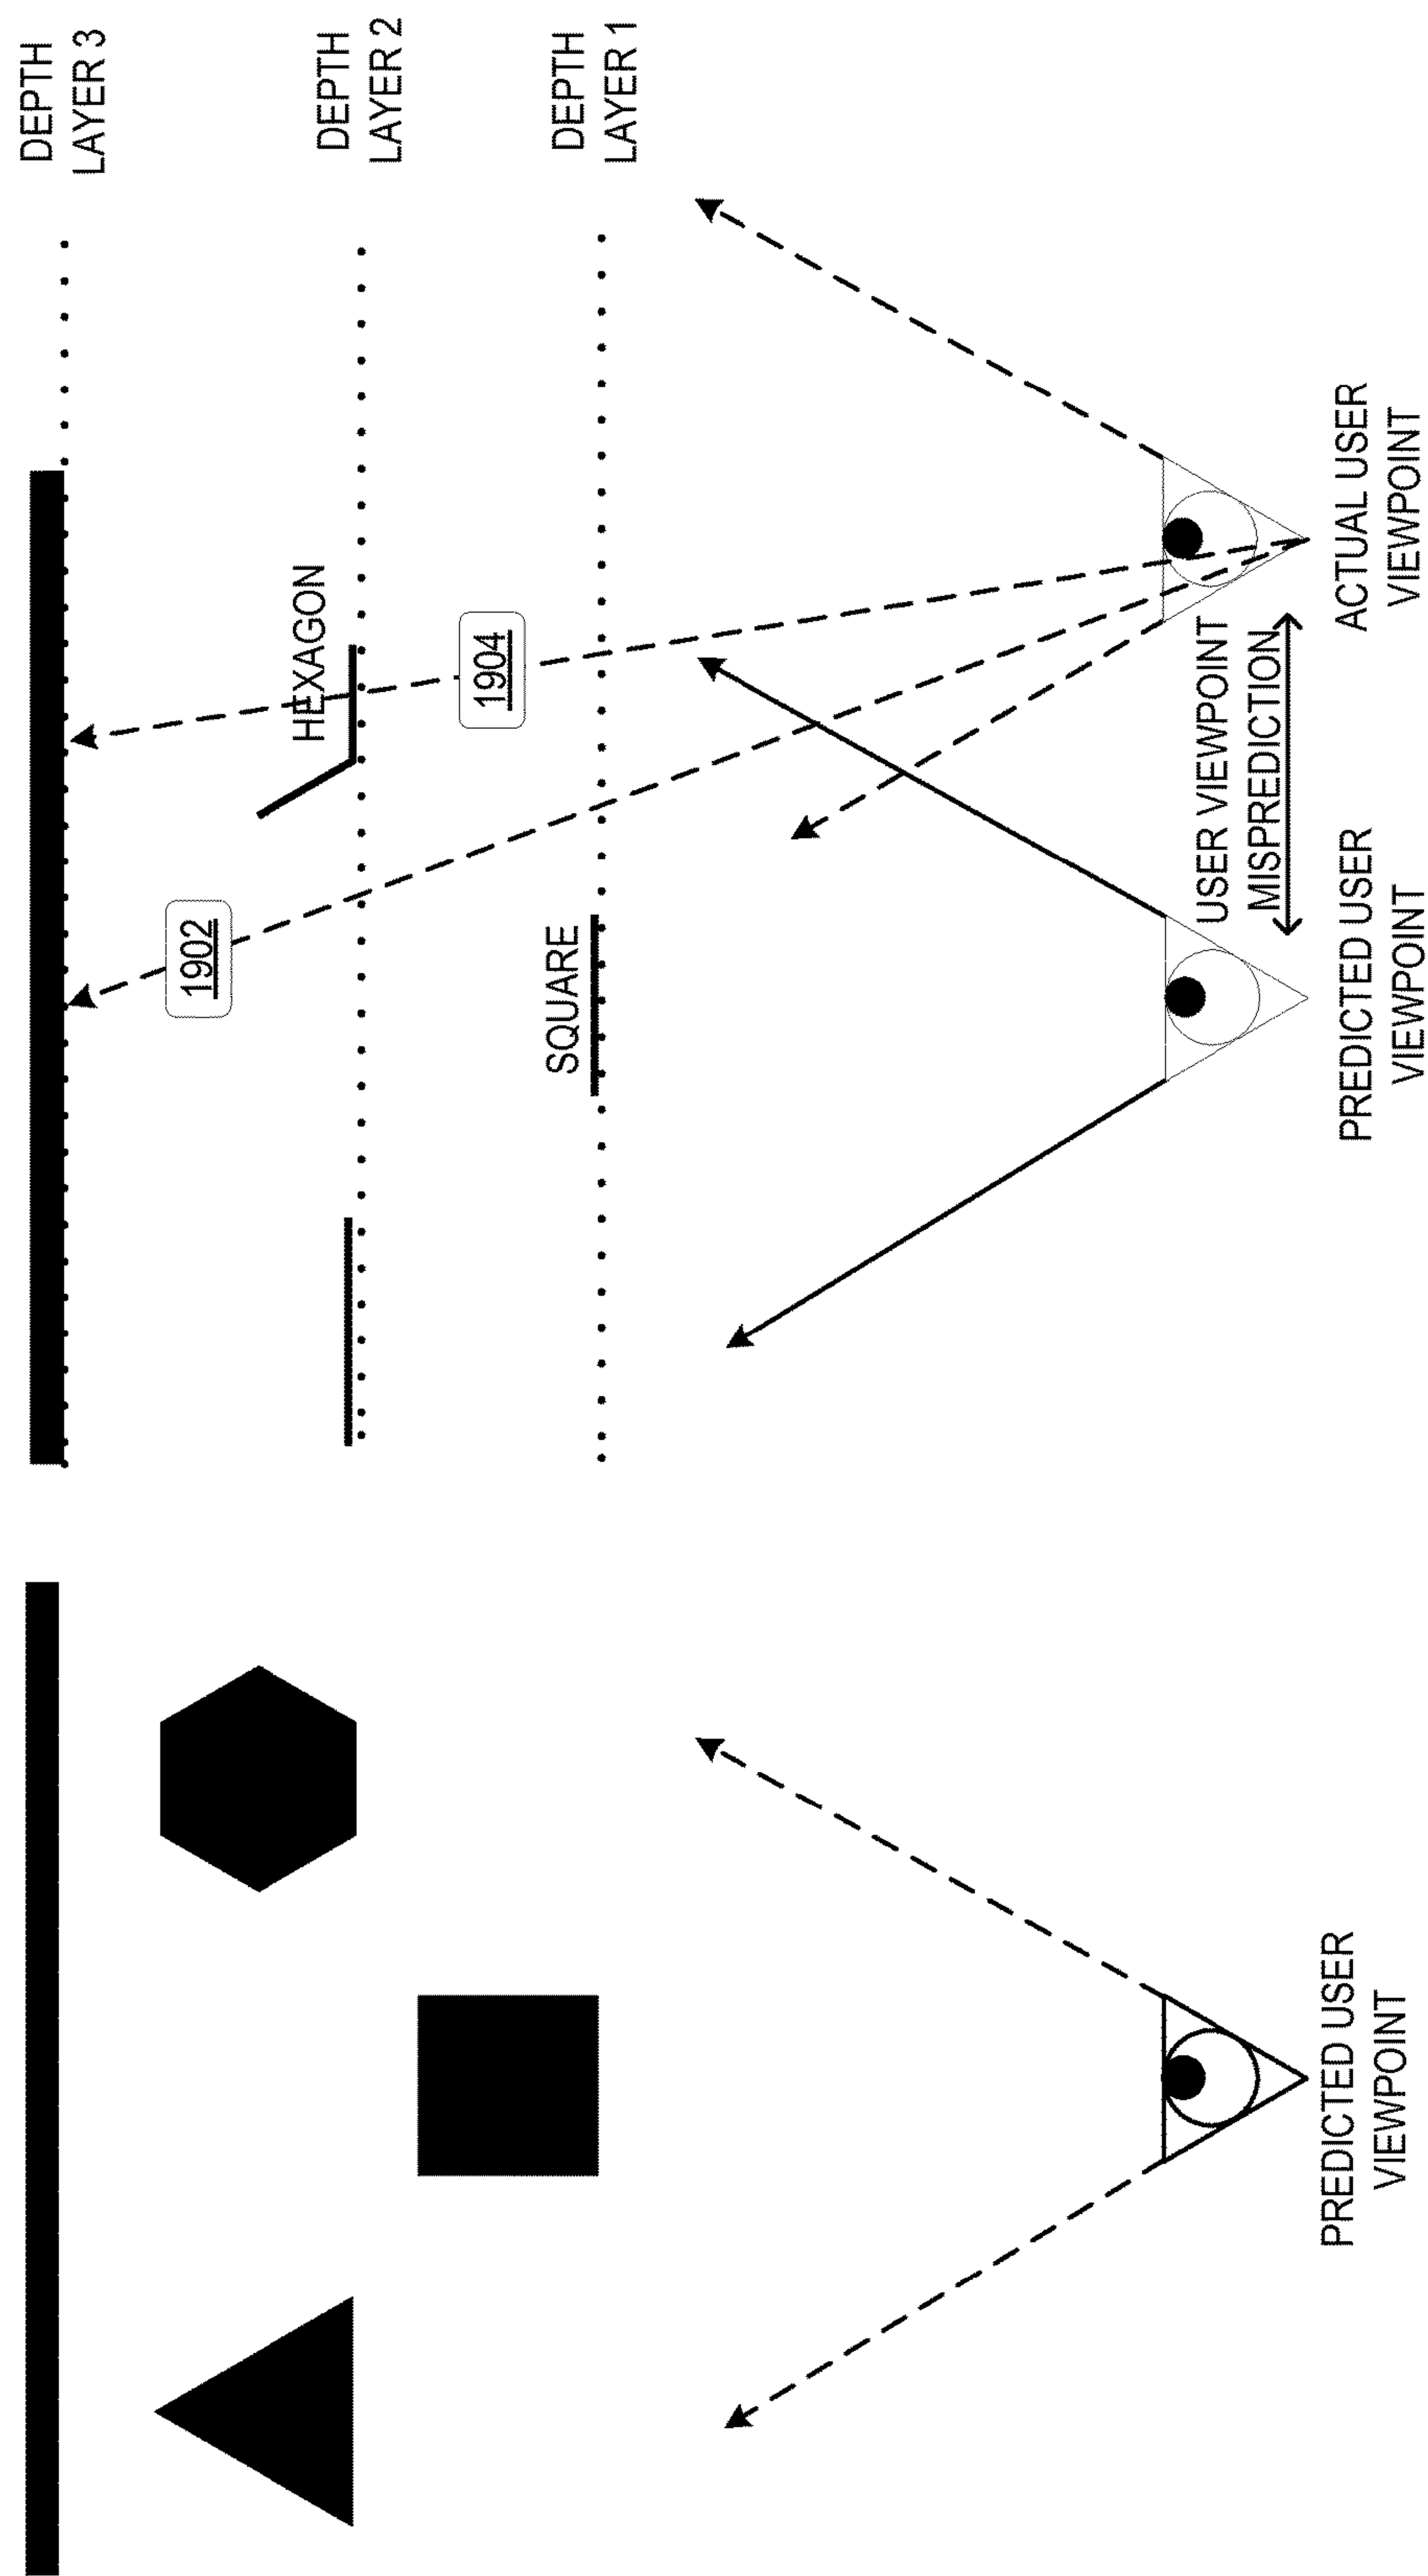 PREDICTED USER
VIEWPOINT
DEPTH
LAYER 3
DEPTH
LAYER 2
DEPTH
LAYER 1
HEXAGON
1902
1904
SQUARE
USER VIEWPOINT
MISPREDICTION
PREDICTED USER
VIEWPOINT
ACTUAL USER
VIEWPOINT